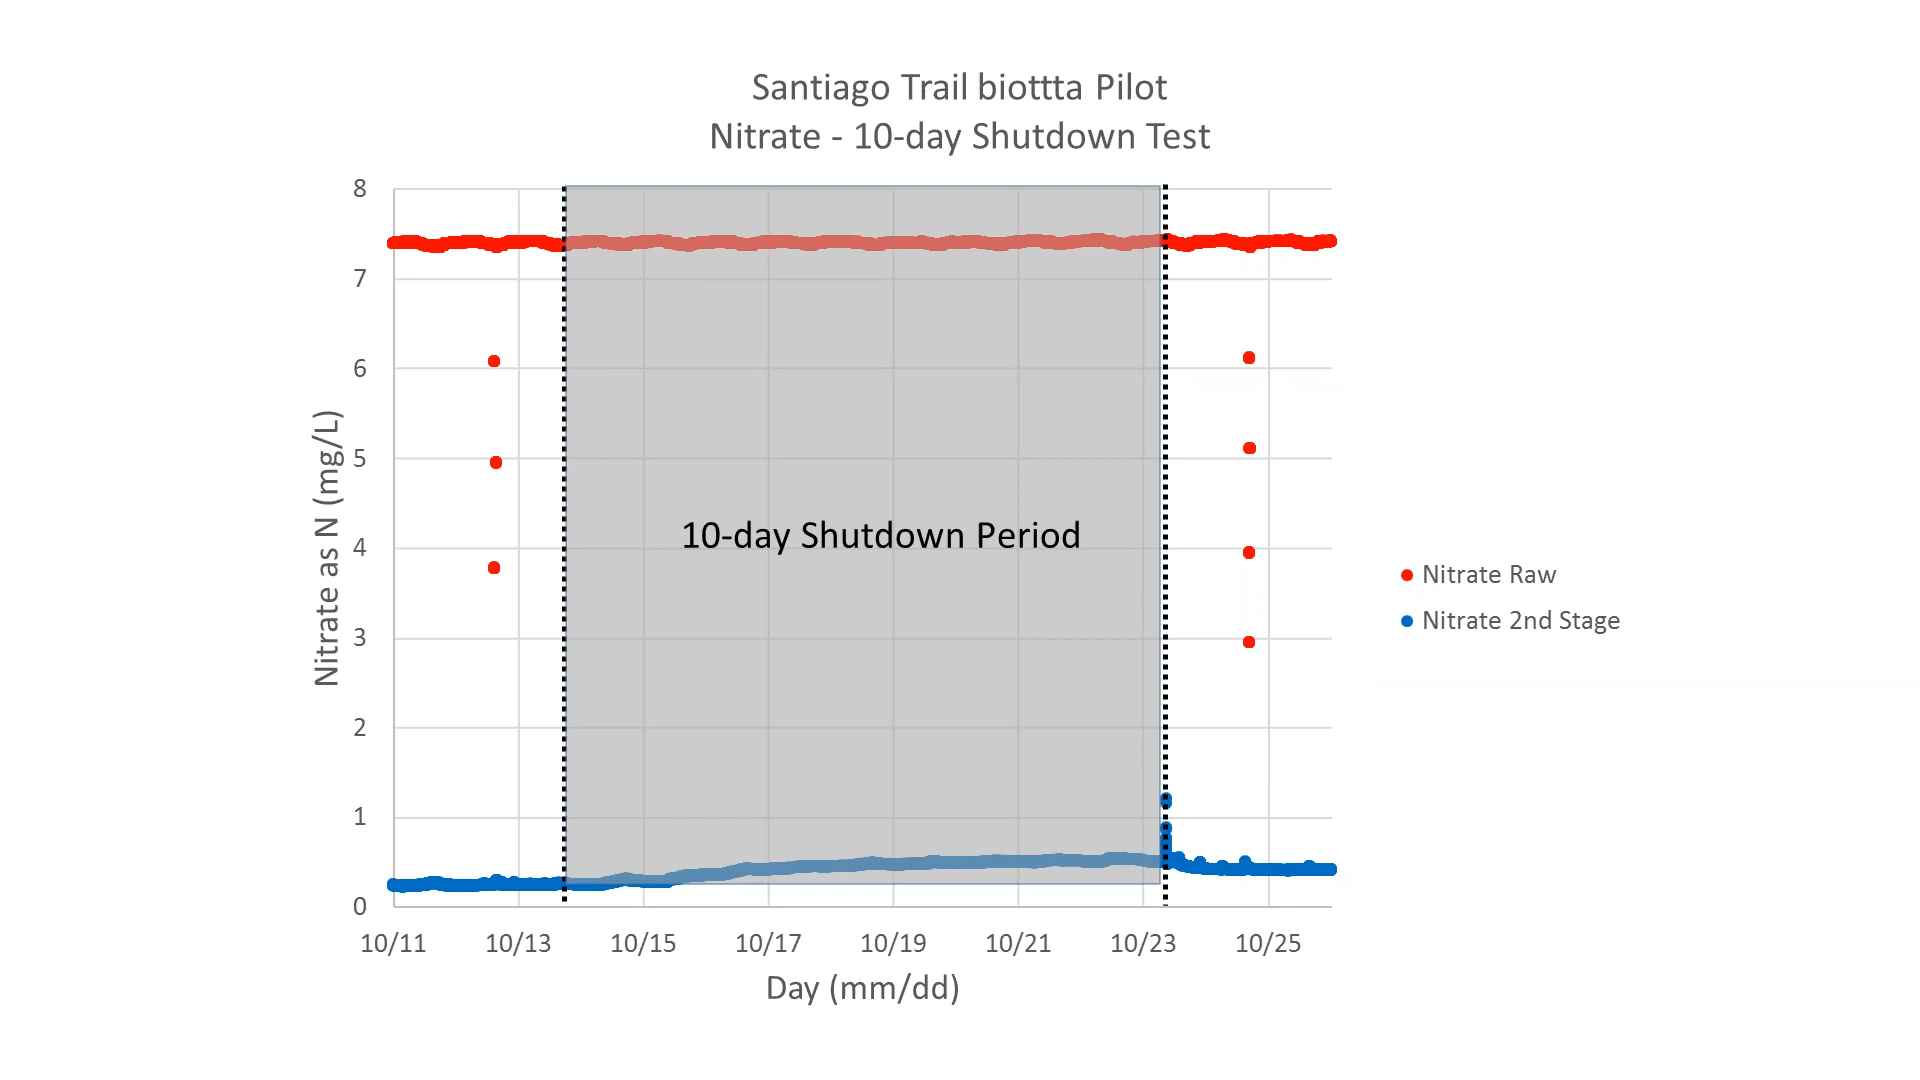 Santiago Trail biottta Pilot
Nitrate - 10-day Shutdown Test
8
7
6
5
4
3
2
1
0
Nitrate as N (mg/L)
10-day Shutdown Period
Nitrate Raw
Nitrate 2nd Stage
10/11 10/13 10/15 10/17 10/19 10/21 10/23 10/25
Day (mm/dd)